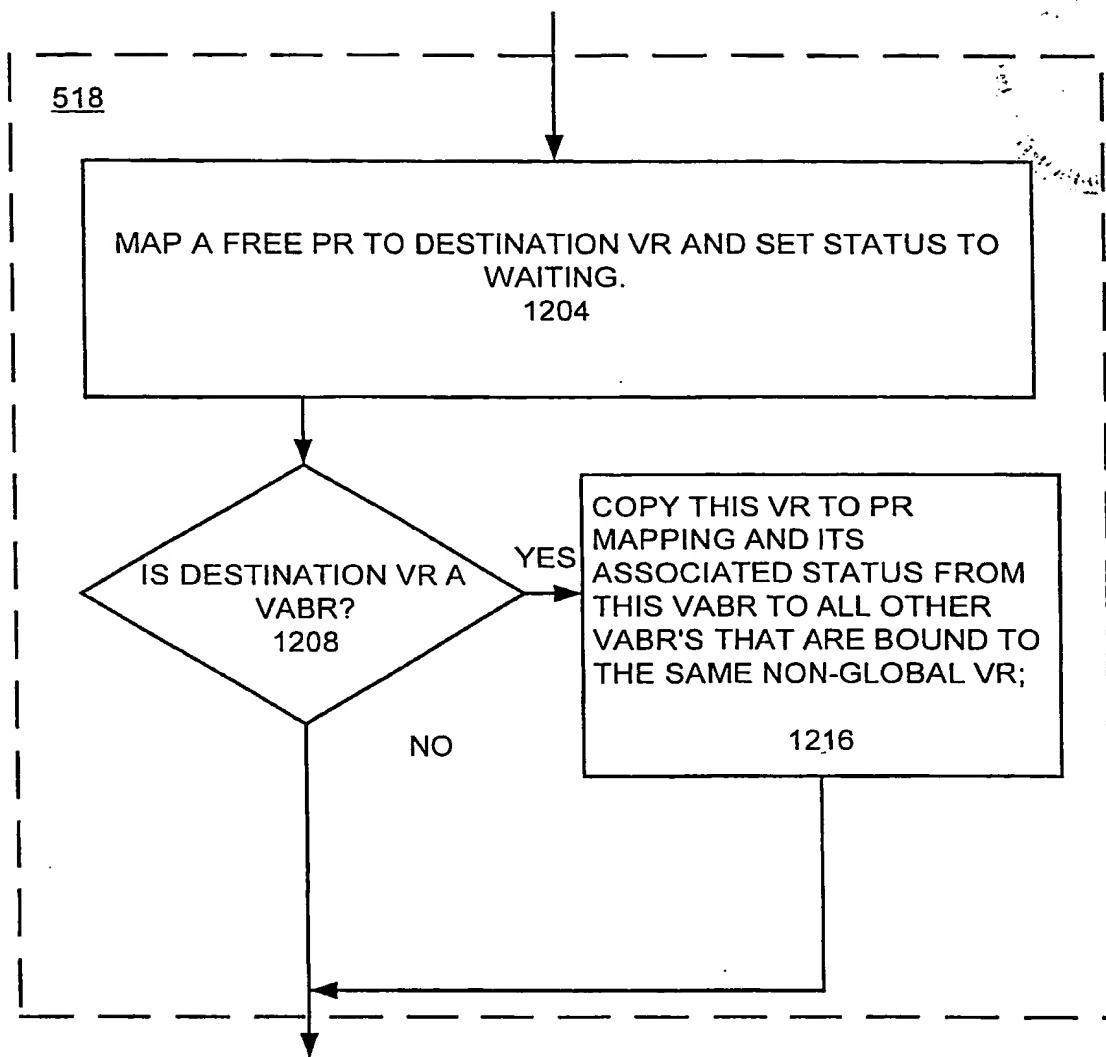 518
MAP A FREE PR TO DESTINATION VR AND SET STATUS TO
WAITING.
1204
IS DESTINATION VR A
VABR?
1208
YES
NO
COPY THIS VR TO PR
MAPPING AND ITS
ASSOCIATED STATUS FROM
THIS VABR TO ALL OTHER
VABR'S THAT ARE BOUND TO
THE SAME NON-GLOBAL VR;
1216